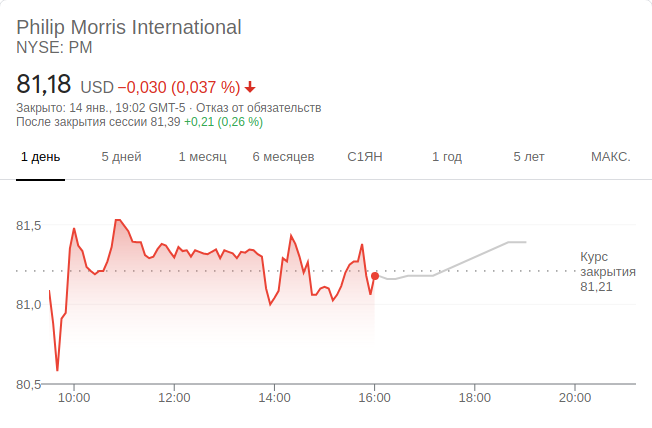 Philip Morris International
NYSE: PM
81,18 USD −0,030 (0,037 %)
Закрыто: 14 янв., 19:02 GMT-5 · Отказ от обязательств
После закрытия сессии 81,39 +0,21 (0,26 %)
1 день 5 дней 1 месяц 6 месяцев С1ЯН 1 год 5 лет МАКС.
81,5
Курс
закрытия
81,21
81,0
80,5
10:00 12:00 14:00 16:00 18:00 20:00